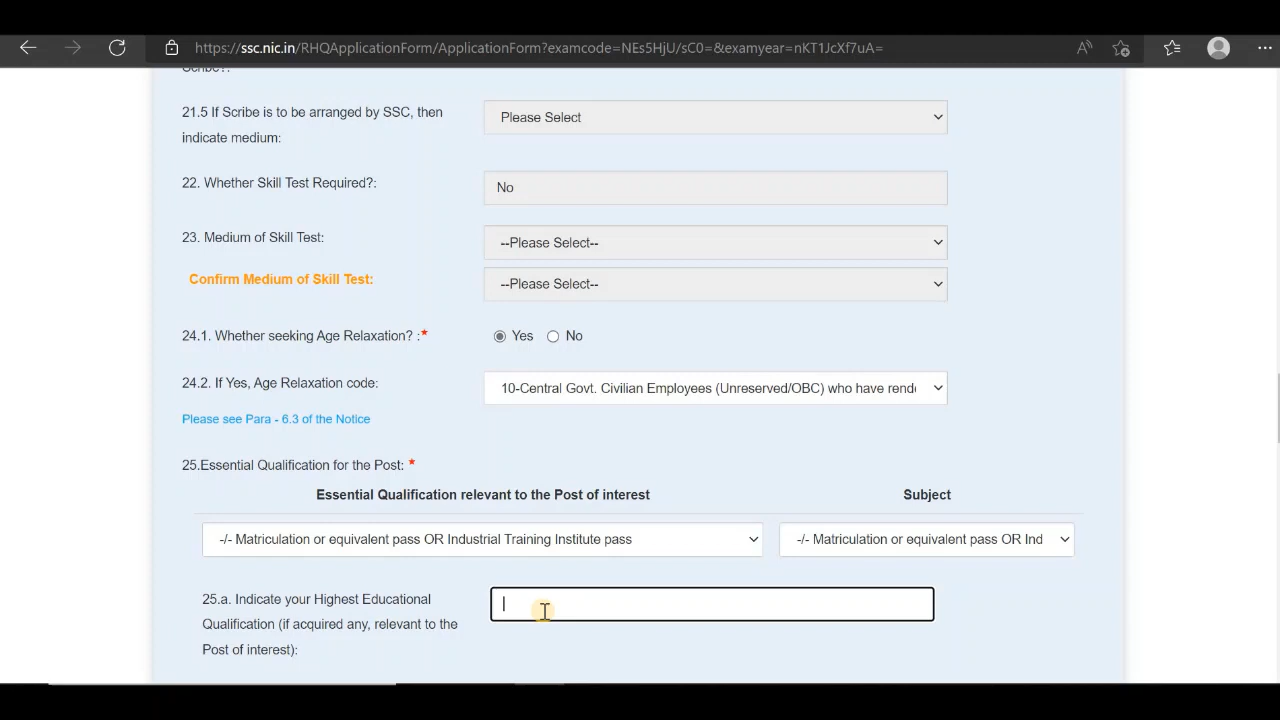 https://ssc.nic.in/RHQApplicationForm/ApplicationForm?examcode=NEs5HjU/sC0=&examyear=nKT1JcXf7uA=
Scribe?:
21.5 If Scribe is to be arranged by SSC, then
indicate medium:
Please Select
22. Whether Skill Test Required?:
No
23. Medium of Skill Test:
--Please Select--
Confirm Medium of Skill Test:
--Please Select--
24.1. Whether seeking Age Relaxation? :*
Yes No
24.2. If Yes, Age Relaxation code:
10-Central Govt. Civilian Employees (Unreserved/OBC) who have rend
Please see Para - 6.3 of the Notice
25.Essential Qualification for the Post: *
Essential Qualification relevant to the Post of interest Subject
-/- Matriculation or equivalent pass OR Industrial Training Institute pass -/- Matriculation or equivalent pass OR Ind
25.a. Indicate your Highest Educational
Qualification (if acquired any, relevant to the
Post of interest):